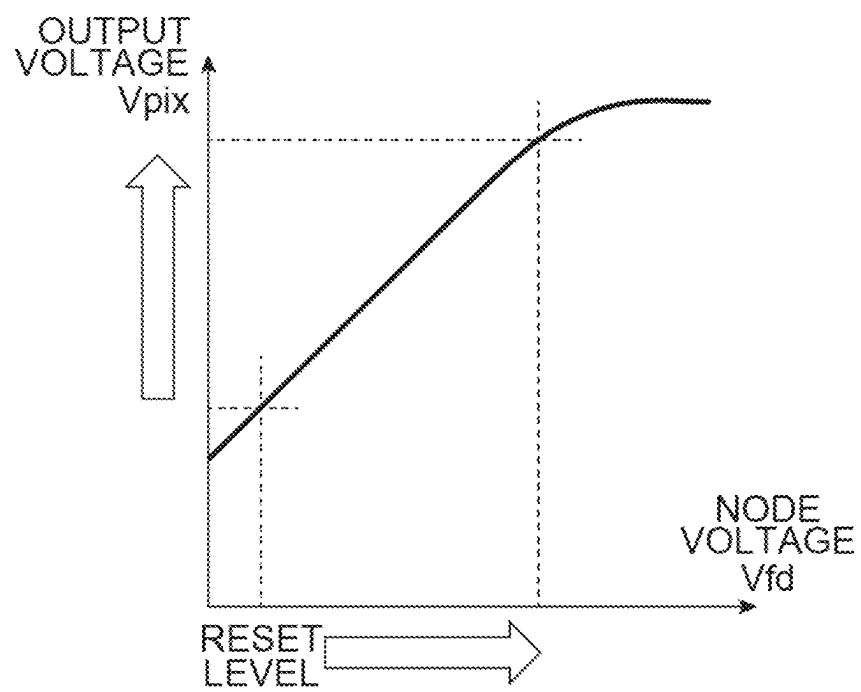 OUTPUT
VOLTAGE
Vpix
NODE
VOLTAGE
Vfd
RESET
LEVEL